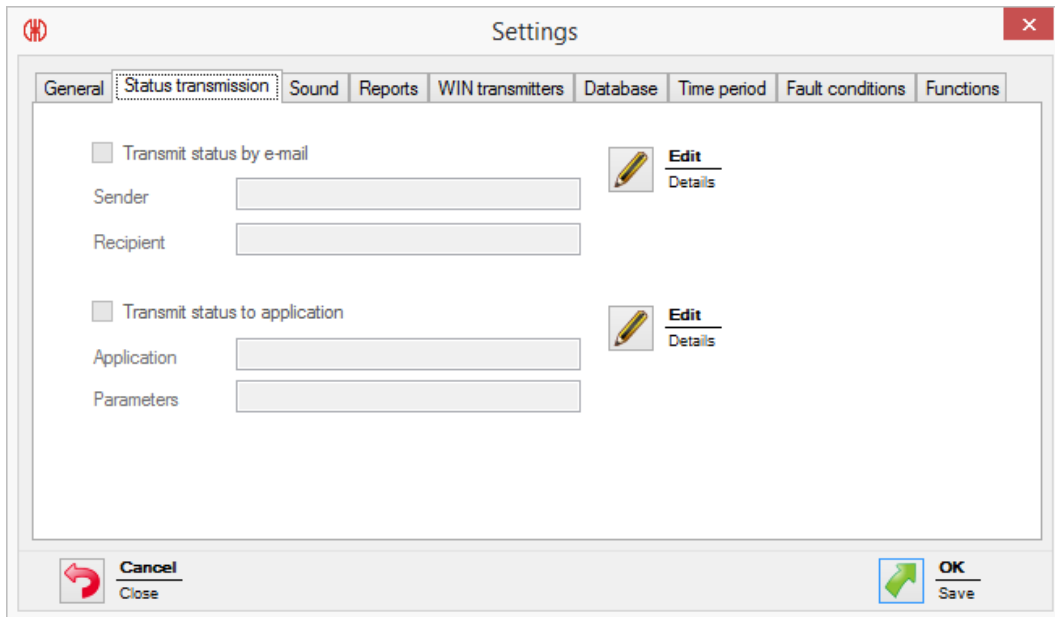 Settings
General Status transmission Sound Reports WIN transmitters Database Time period Fault conditions Functions
Transmit status by e-mail
Edit
Details
Sender
Recipient
Transmit status to application
Edit
Details
Application
Parameters
Cancel
Close
OK
Save